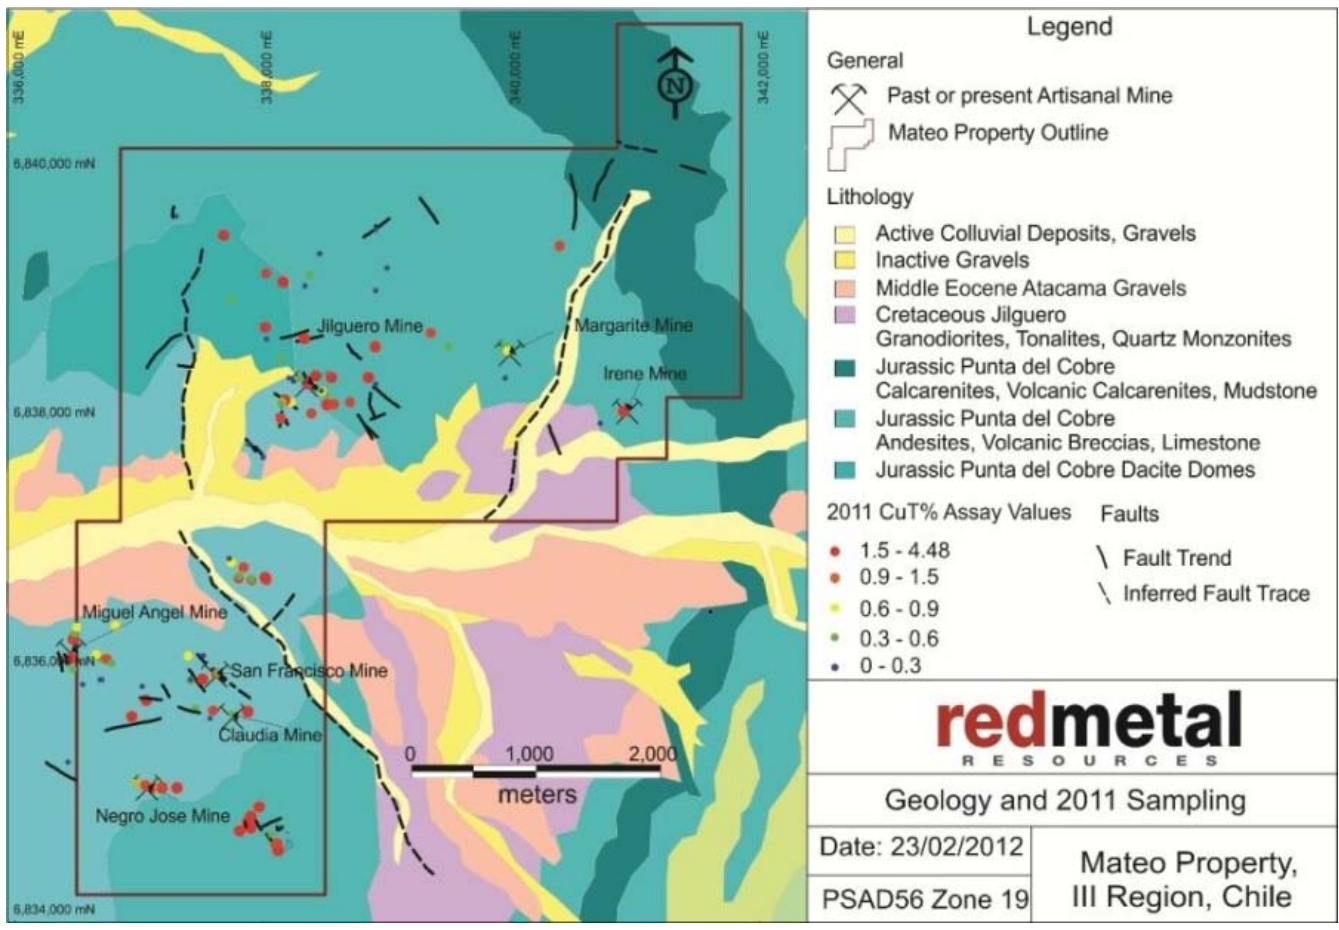 336,000 mE
338,000 mE
340,000 mE
342,000 mE
N
6,840,000 mN
Jilguero Mine
Margarite Mine
Irene Mine
6,838,000 mN
Miguel Angel Mine
6,836,000 mN
San Francisco Mine
Claudia Mine
0 1,000 2,000
meters
Negro Jose Mine
6,834,000 mN
Legend
General
Past or present Artisanal Mine
Mateo Property Outline
Lithology
Active Colluvial Deposits, Gravels
Inactive Gravels
Middle Eocene Atacama Gravels
Cretaceous Jilguero
Granodiorites, Tonalites, Quartz Monzonites
Jurassic Punta del Cobre
Calcarenites, Volcanic Calcarenites, Mudstone
Jurassic Punta del Cobre
Andesites, Volcanic Breccias, Limestone
Jurassic Punta del Cobre Dacite Domes
2011 CuT% Assay Values
1.5 - 4.48
0.9 - 1.5
0.6 - 0.9
0.3 - 0.6
0 - 0.3
Faults
Fault Trend
Inferred Fault Trace
redmetal
RESOURCES
Geology and 2011 Sampling
Date: 23/02/2012
PSAD56 Zone 19
Mateo Property,
III Region, Chile